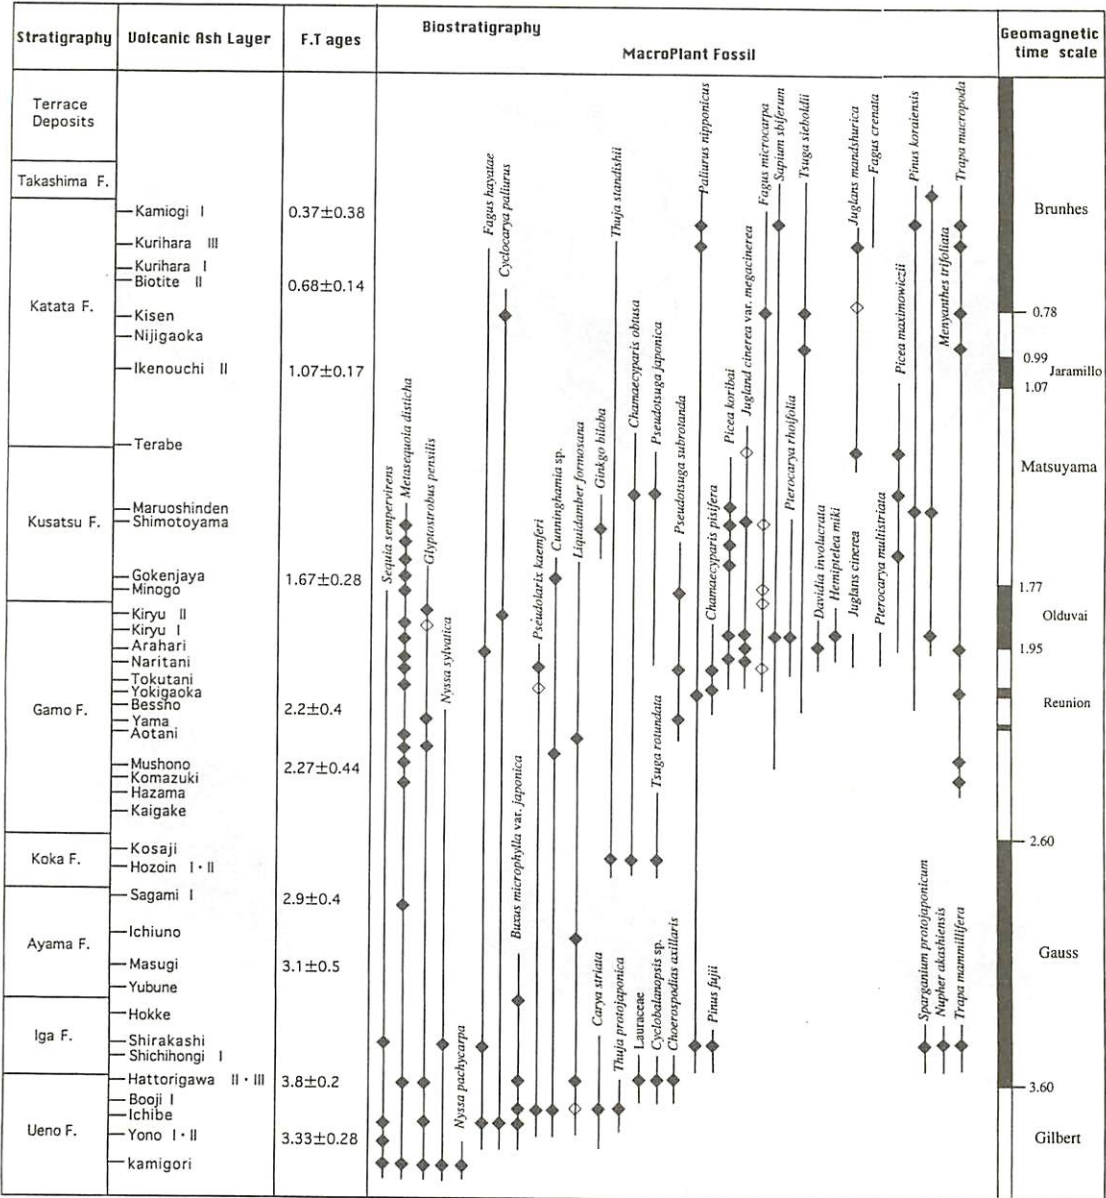 Stratigraphy
Volcanic Ash Layer
F.T ages
Biostratigraphy
MacroPlant Fossil
Geomagnetic
time scale
Terrace
Deposits
Takashima F.
Katata F.
Kusatsu F.
Gamo F.
Koka F.
Ayama F.
Iga F.
Ueno F.
Kamiogi I
Kurihara III
Kurihara I
Biotite II
Kisen
Nijigaoka
Ikenouchi II
Terabe
Maruoshinden
Shimotoyama
Gokenjaya
Minogo
Kiryu II
Kiryu I
Arahari
Naritani
Tokutani
Yokigaoka
Bessho
Yama
Aotani
Mushono
Komazuki
Hazama
Kaigake
Kosaji
Hozoin I・II
Sagami I
Ichiuno
Masugi
Yubune
Hokke
Shirakashi
Shichihongi I
Hattorigawa II・III
Booji I
Ichibe
Yono I・II
kamigori
0.37±0.38
0.68±0.14
1.07±0.17
1.67±0.28
2.2±0.4
2.27±0.44
2.9±0.4
3.1±0.5
3.8±0.2
3.33±0.28
Sequia sempervirens
Metasequoia disticha
Glyptostrobus pensilis
Nyssa sylvatica
Nyssa pachycarpa
Fagus hayatae
Cyclocarya paliurus
Buxus microphylla var. japonica
Pseudolarix kaemferi
Cunninghamia sp.
Liquidamber formosana
Ginkgo biloba
Carya striata
Thuja standishii
Thuja protojaponica
Chamaecyparis obtusa
Lauraceae
Pseudotsuga japonica
Tsuga rotundata
Cyclobalanopsis sp.
Choerospodias axillaris
Pseudotsuga subrotanda
Paliurus nipponicus
Chamaecyparis pisifera
Pinus fujii
Picea koribai
Jugland cinerea var. megacinerea
Fagus microcarpa
Sapium sbiferum
Pterocarya rhoifolia
Tsuga sieboldii
Davidia involucrata
Hemiptelea miki
Juglans mandshurica
Juglans cinerea
Fagus crenata
Pterocarya multistriata
Picea maximowiczii
Pinus koraiensis
Menyanthes trifoliata
Trapa macropoda
Sparganium protojaponicum
Nupher akashiensis
Trapa mammillifera
Brunhes
0.78
0.99
Jaramillo
1.07
Matsuyama
1.77
Olduvai
1.95
Reunion
2.60
Gauss
3.60
Gilbert